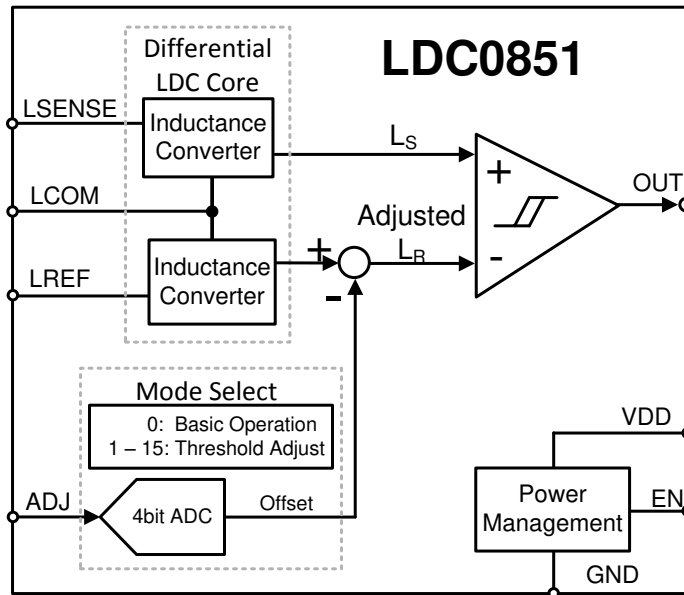 LDC0851
Differential
LDC Core
LSENSE
Inductance
Converter
LS
+
OUT
LCOM
Adjusted
LR
-
+
-
LREF
Inductance
Converter
Mode Select
0: Basic Operation
1 – 15: Threshold Adjust
ADJ
4bit ADC
Offset
VDD
Power
Management
EN
GND